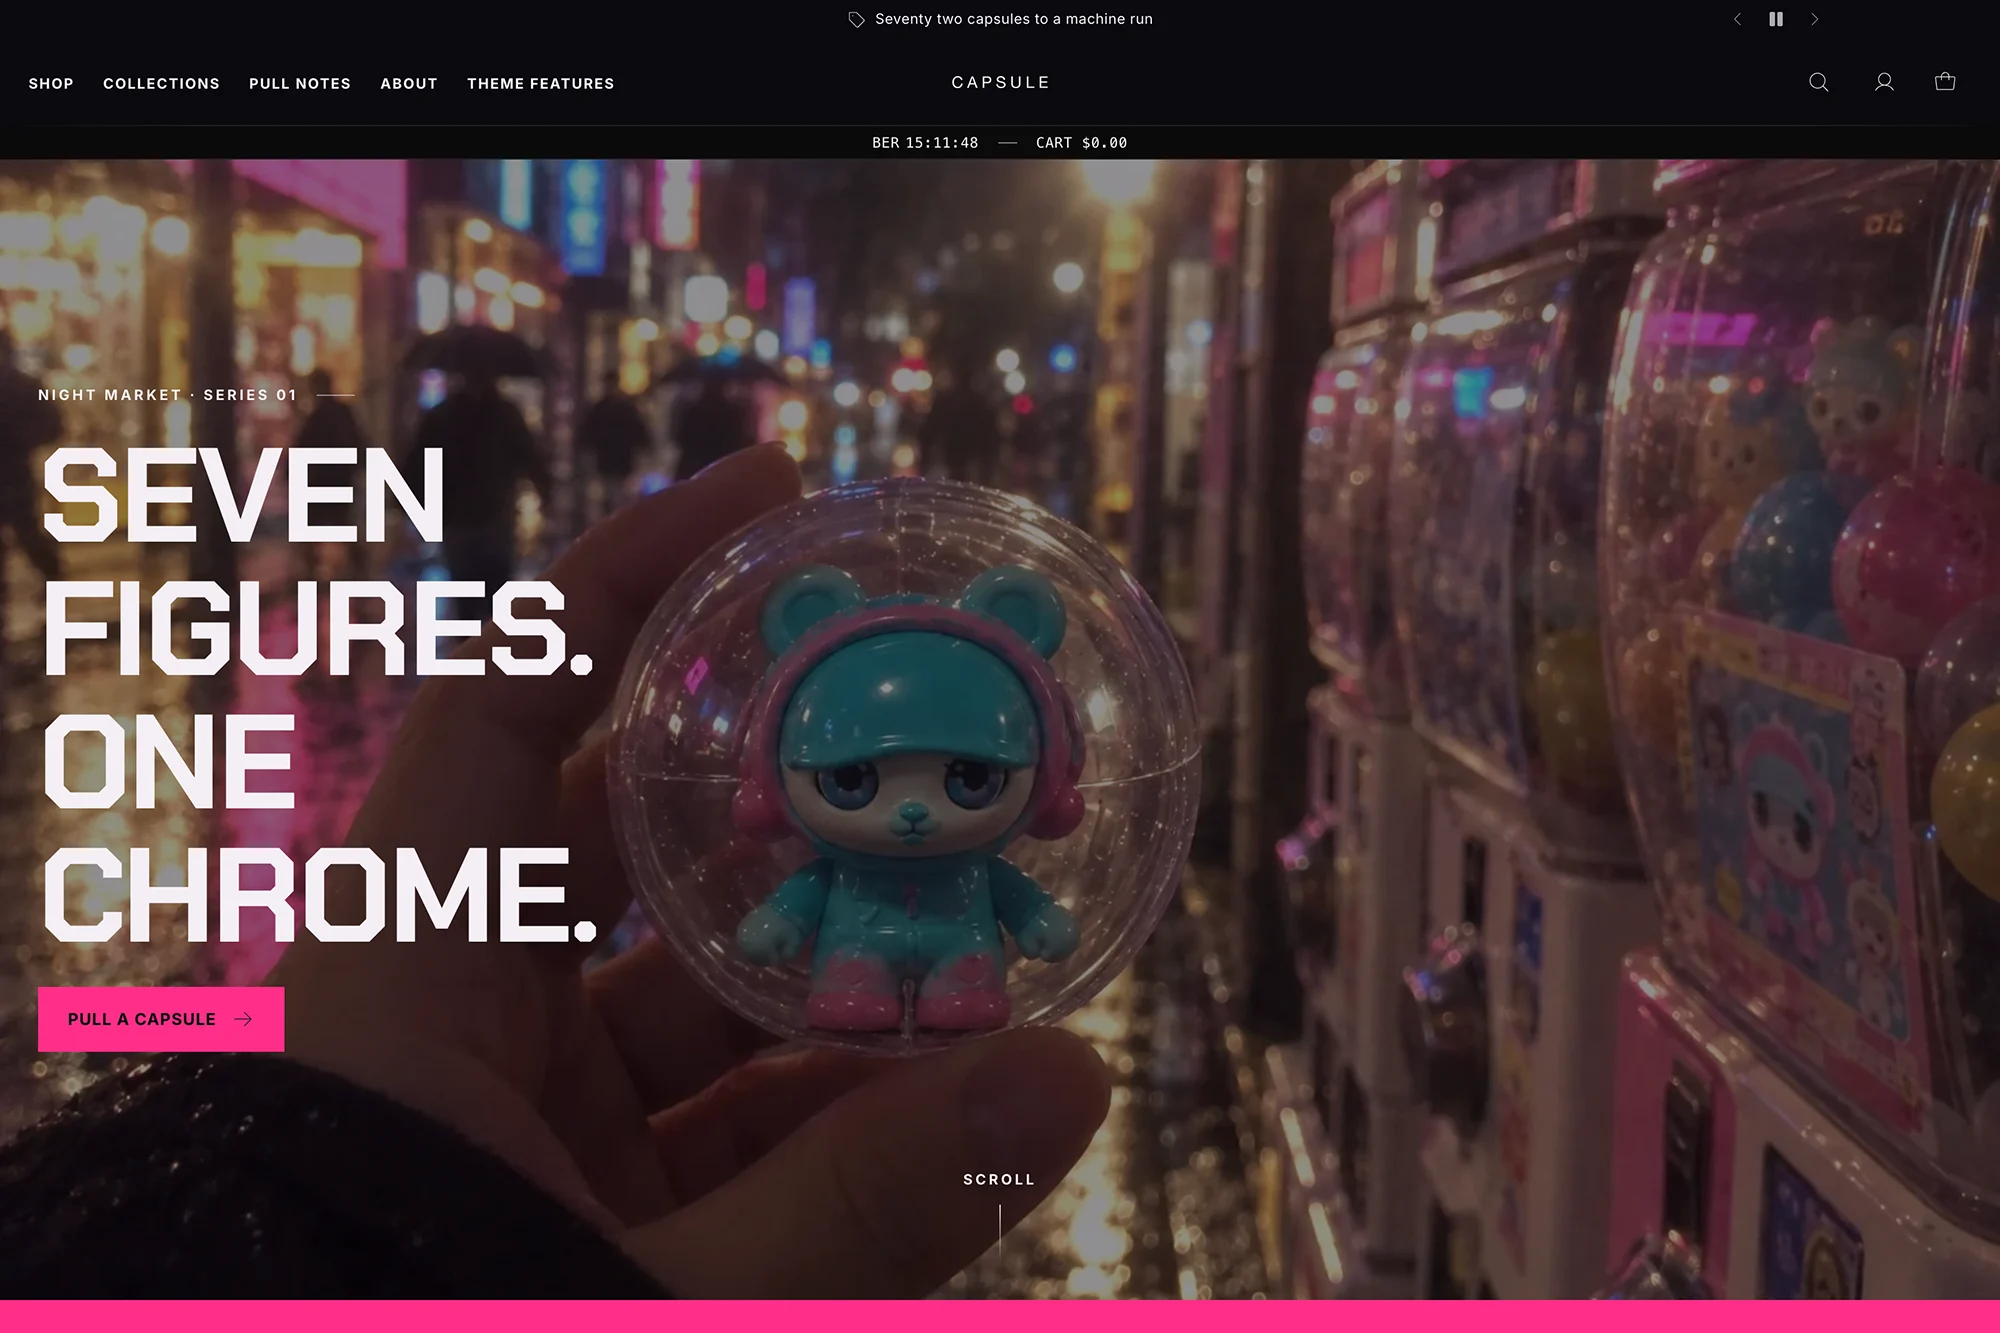 Seventy two capsules to a machine run
SHOP COLLECTIONS PULL NOTES ABOUT THEME FEATURES
CAPSULE
BER 15:11:48 — CART $0.00
NIGHT MARKET · SERIES 01
SEVEN
FIGURES.
ONE
CHROME.
PULL A CAPSULE
SCROLL